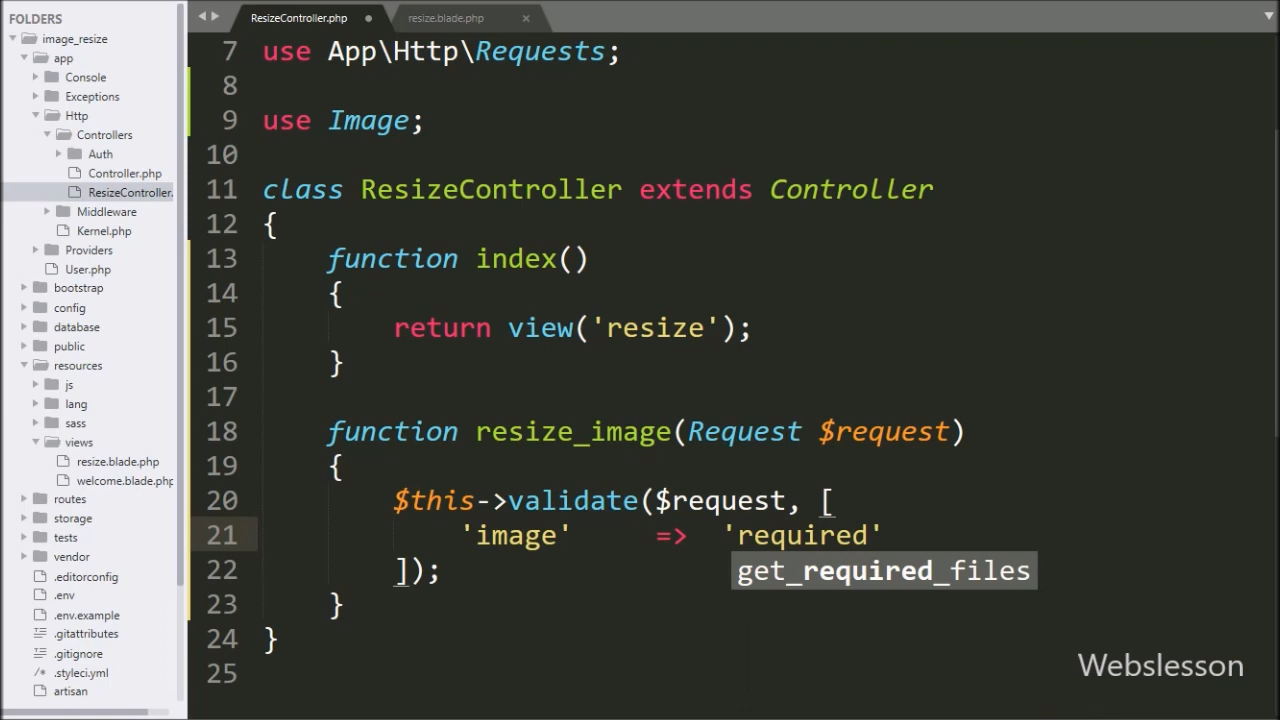 FOLDERS
image_resize
app
Console
Exceptions
Http
Controllers
Auth
Controller.php
ResizeController.
Middleware
Kernel.php
Providers
User.php
bootstrap
config
database
public
resources
js
lang
sass
views
resize.blade.php
welcome.blade.php
routes
storage
tests
vendor
.editorconfig
.env
.env.example
.gitattributes
.gitignore
.styleci.yml
artisan
ResizeController.php
resize.blade.php ×
7 use App\Http\Requests;
8
9 use Image;
10
11 class ResizeController extends Controller
12 {
13 function index()
14 {
15 return view('resize');
16 }
17
18 function resize_image(Request $request)
19 {
20 $this->validate($request, [
21 'image' => 'required'
get_required_files
22 ]);
23 }
24 }
25
Webslesson